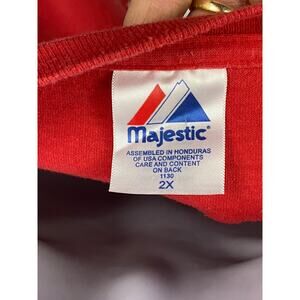 Majestic®
ASSEMBLED IN HONDURAS
OF USA COMPONENTS
CARE AND CONTENT
ON BACK
1130
2X